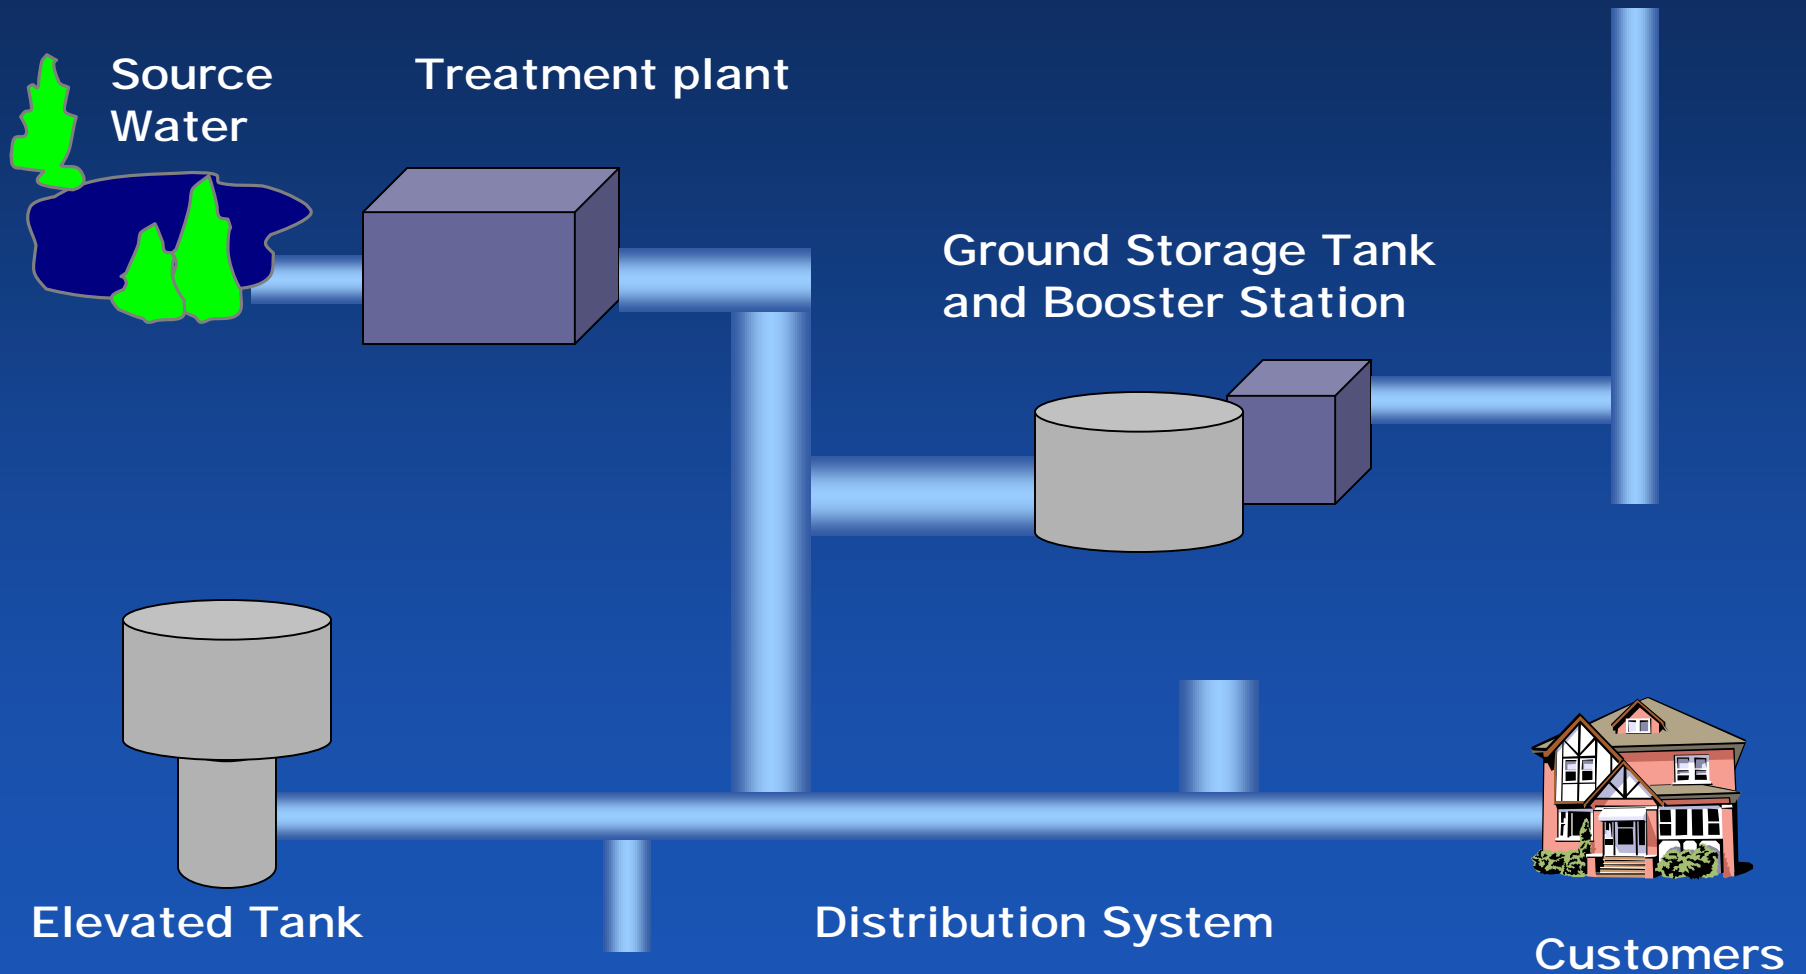 Source
Water
Treatment plant
Ground Storage Tank
and Booster Station
Elevated Tank
Distribution System
Customers